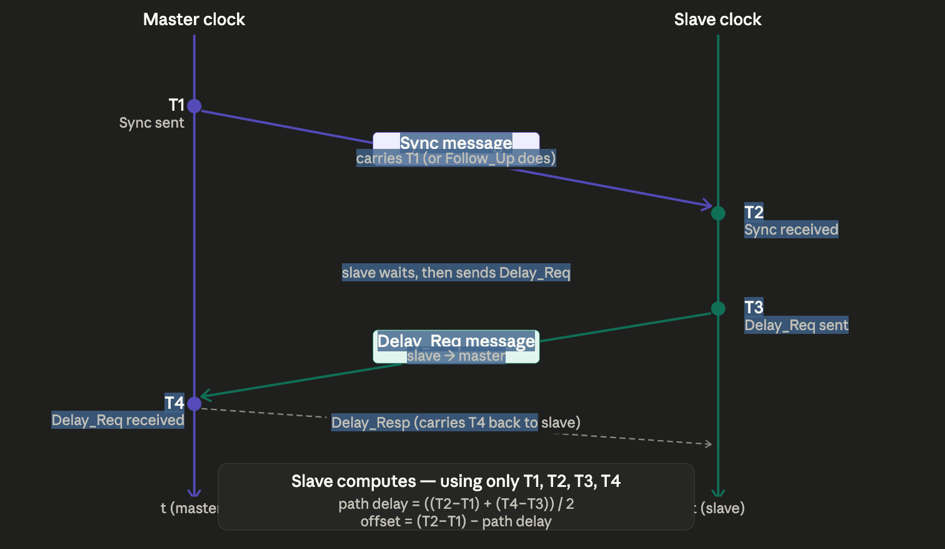 Master clock
Slave clock
T1
Sync sent
Sync message
carries T1 (or Follow_Up does)
T2
Sync received
slave waits, then sends Delay_Req
T3
Delay_Req sent
Delay_Req message
slave → master
T4
Delay_Req received
Delay_Resp (carries T4 back to slave)
Slave computes — using only T1, T2, T3, T4
path delay = ((T2−T1) + (T4−T3)) / 2
offset = (T2−T1) − path delay
t (master
t (slave)